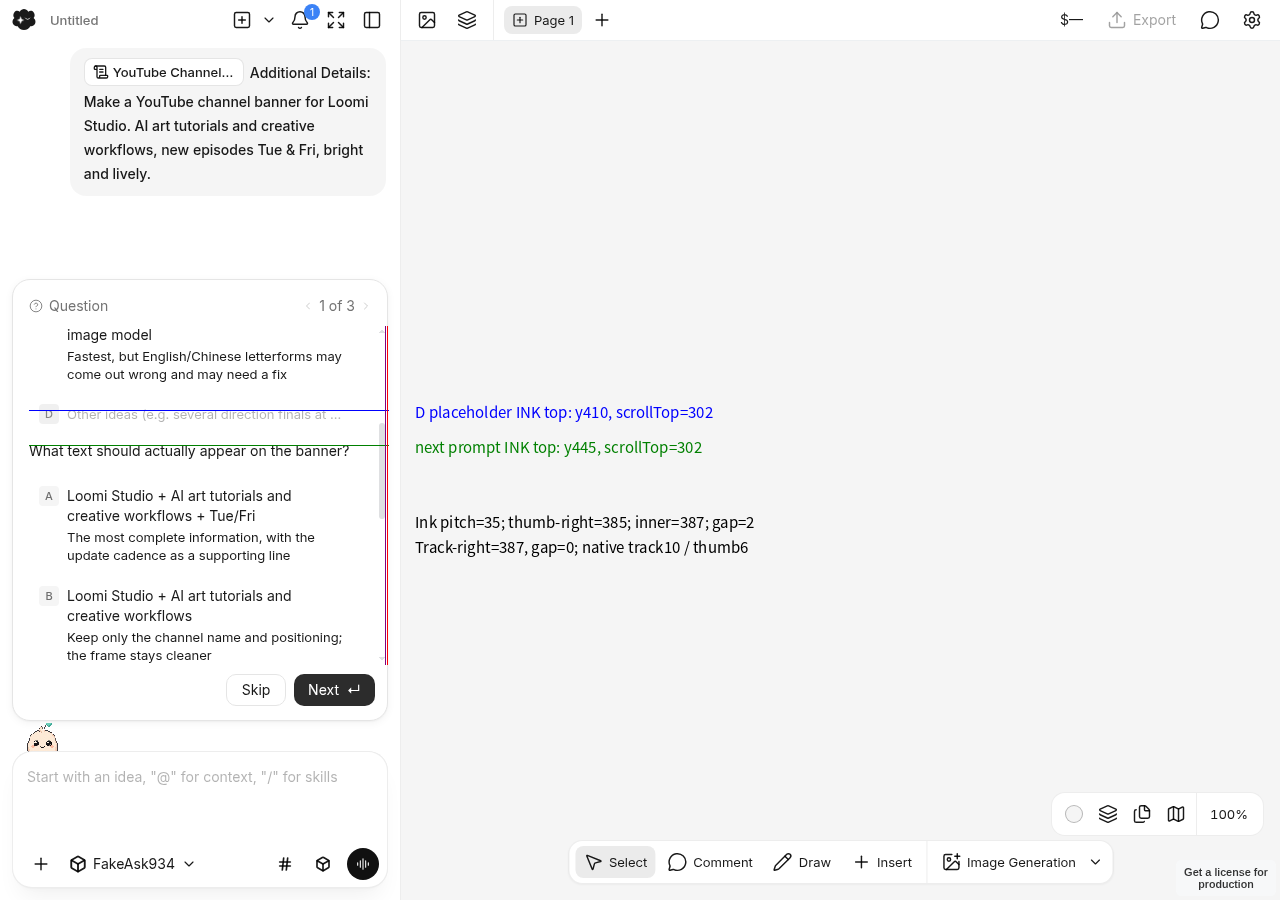 Untitled
1
Page 1
$—
Export
YouTube Channel... Additional Details:
Make a YouTube channel banner for Loomi
Studio. AI art tutorials and creative
workflows, new episodes Tue & Fri, bright
and lively.
Question
1 of 3
image model
Fastest, but English/Chinese letterforms may
come out wrong and may need a fix
D Other ideas (e.g. several direction finals at ...
What text should actually appear on the banner?
A Loomi Studio + AI art tutorials and
creative workflows + Tue/Fri
The most complete information, with the
update cadence as a supporting line
B Loomi Studio + AI art tutorials and
creative workflows
Keep only the channel name and positioning;
the frame stays cleaner
Skip
Next
Start with an idea, "@" for context, "/" for skills
FakeAsk934
D placeholder INK top: y410, scrollTop=302
next prompt INK top: y445, scrollTop=302
Ink pitch=35; thumb-right=385; inner=387; gap=2
Track-right=387, gap=0; native track10 / thumb6
100%
Select
Comment
Draw
Insert
Image Generation
Get a license for
production